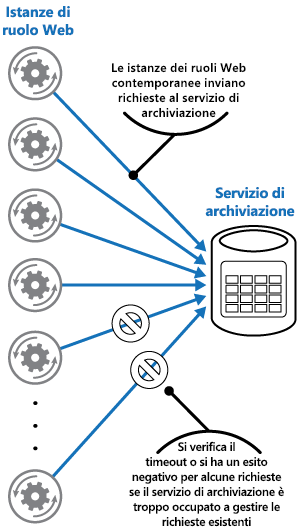 Istanze di
ruolo Web
Le istanze dei ruoli Web
contemporanee inviano
richieste al servizio di
archiviazione
Servizio di
archiviazione
Si verifica il
timeout o si ha un esito
negativo per alcune richieste
se il servizio di archiviazione è
troppo occupato a gestire le
richieste esistenti